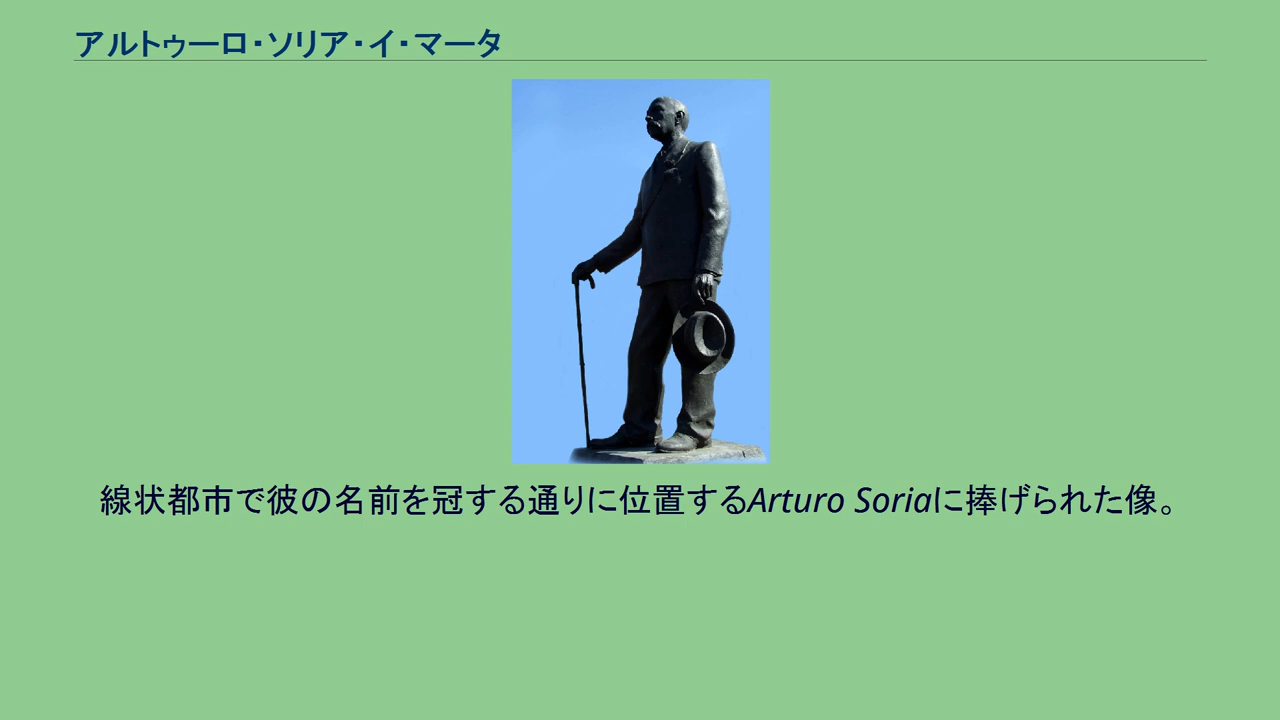 アルトゥーロ・ソリア・イ・マータ
線状都市で彼の名前を冠する通りに位置するArturo Soriaに捧げられた像。